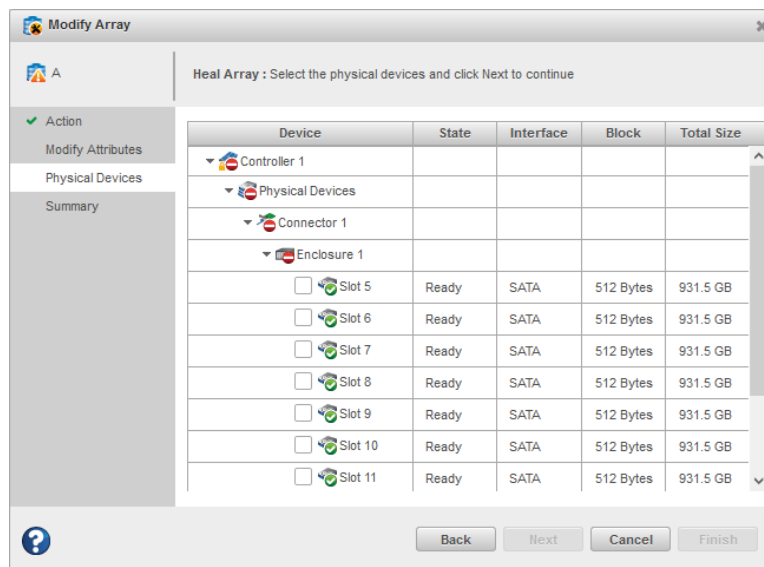 Modify Array
A
Heal Array : Select the physical devices and click Next to continue
Action
Modify Attributes
Physical Devices
Summary
Device State Interface Block Total Size
Controller 1
Physical Devices
Connector 1
Enclosure 1
Slot 5 Ready SATA 512 Bytes 931.5 GB
Slot 6 Ready SATA 512 Bytes 931.5 GB
Slot 7 Ready SATA 512 Bytes 931.5 GB
Slot 8 Ready SATA 512 Bytes 931.5 GB
Slot 9 Ready SATA 512 Bytes 931.5 GB
Slot 10 Ready SATA 512 Bytes 931.5 GB
Slot 11 Ready SATA 512 Bytes 931.5 GB
? Back Next Cancel Finish